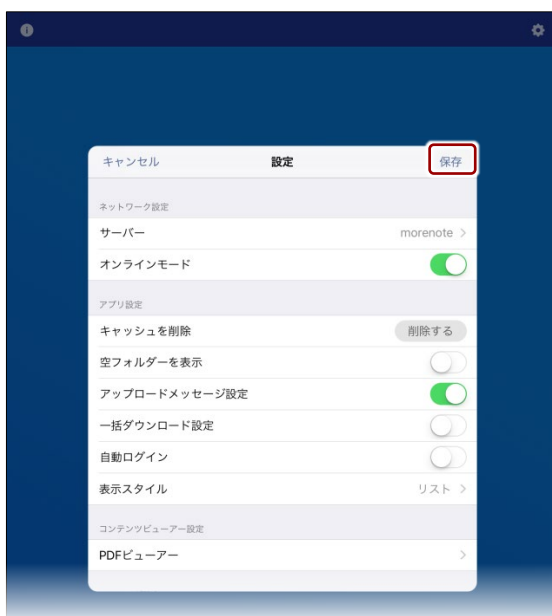 キャンセル 設定 保存
ネットワーク設定
サーバー morenote
オンラインモード
アプリ設定
キャッシュを削除 削除する
空フォルダーを表示
アップロードメッセージ設定
一括ダウンロード設定
自動ログイン
表示スタイル リスト
コンテンツビューアー設定
PDFビューアー